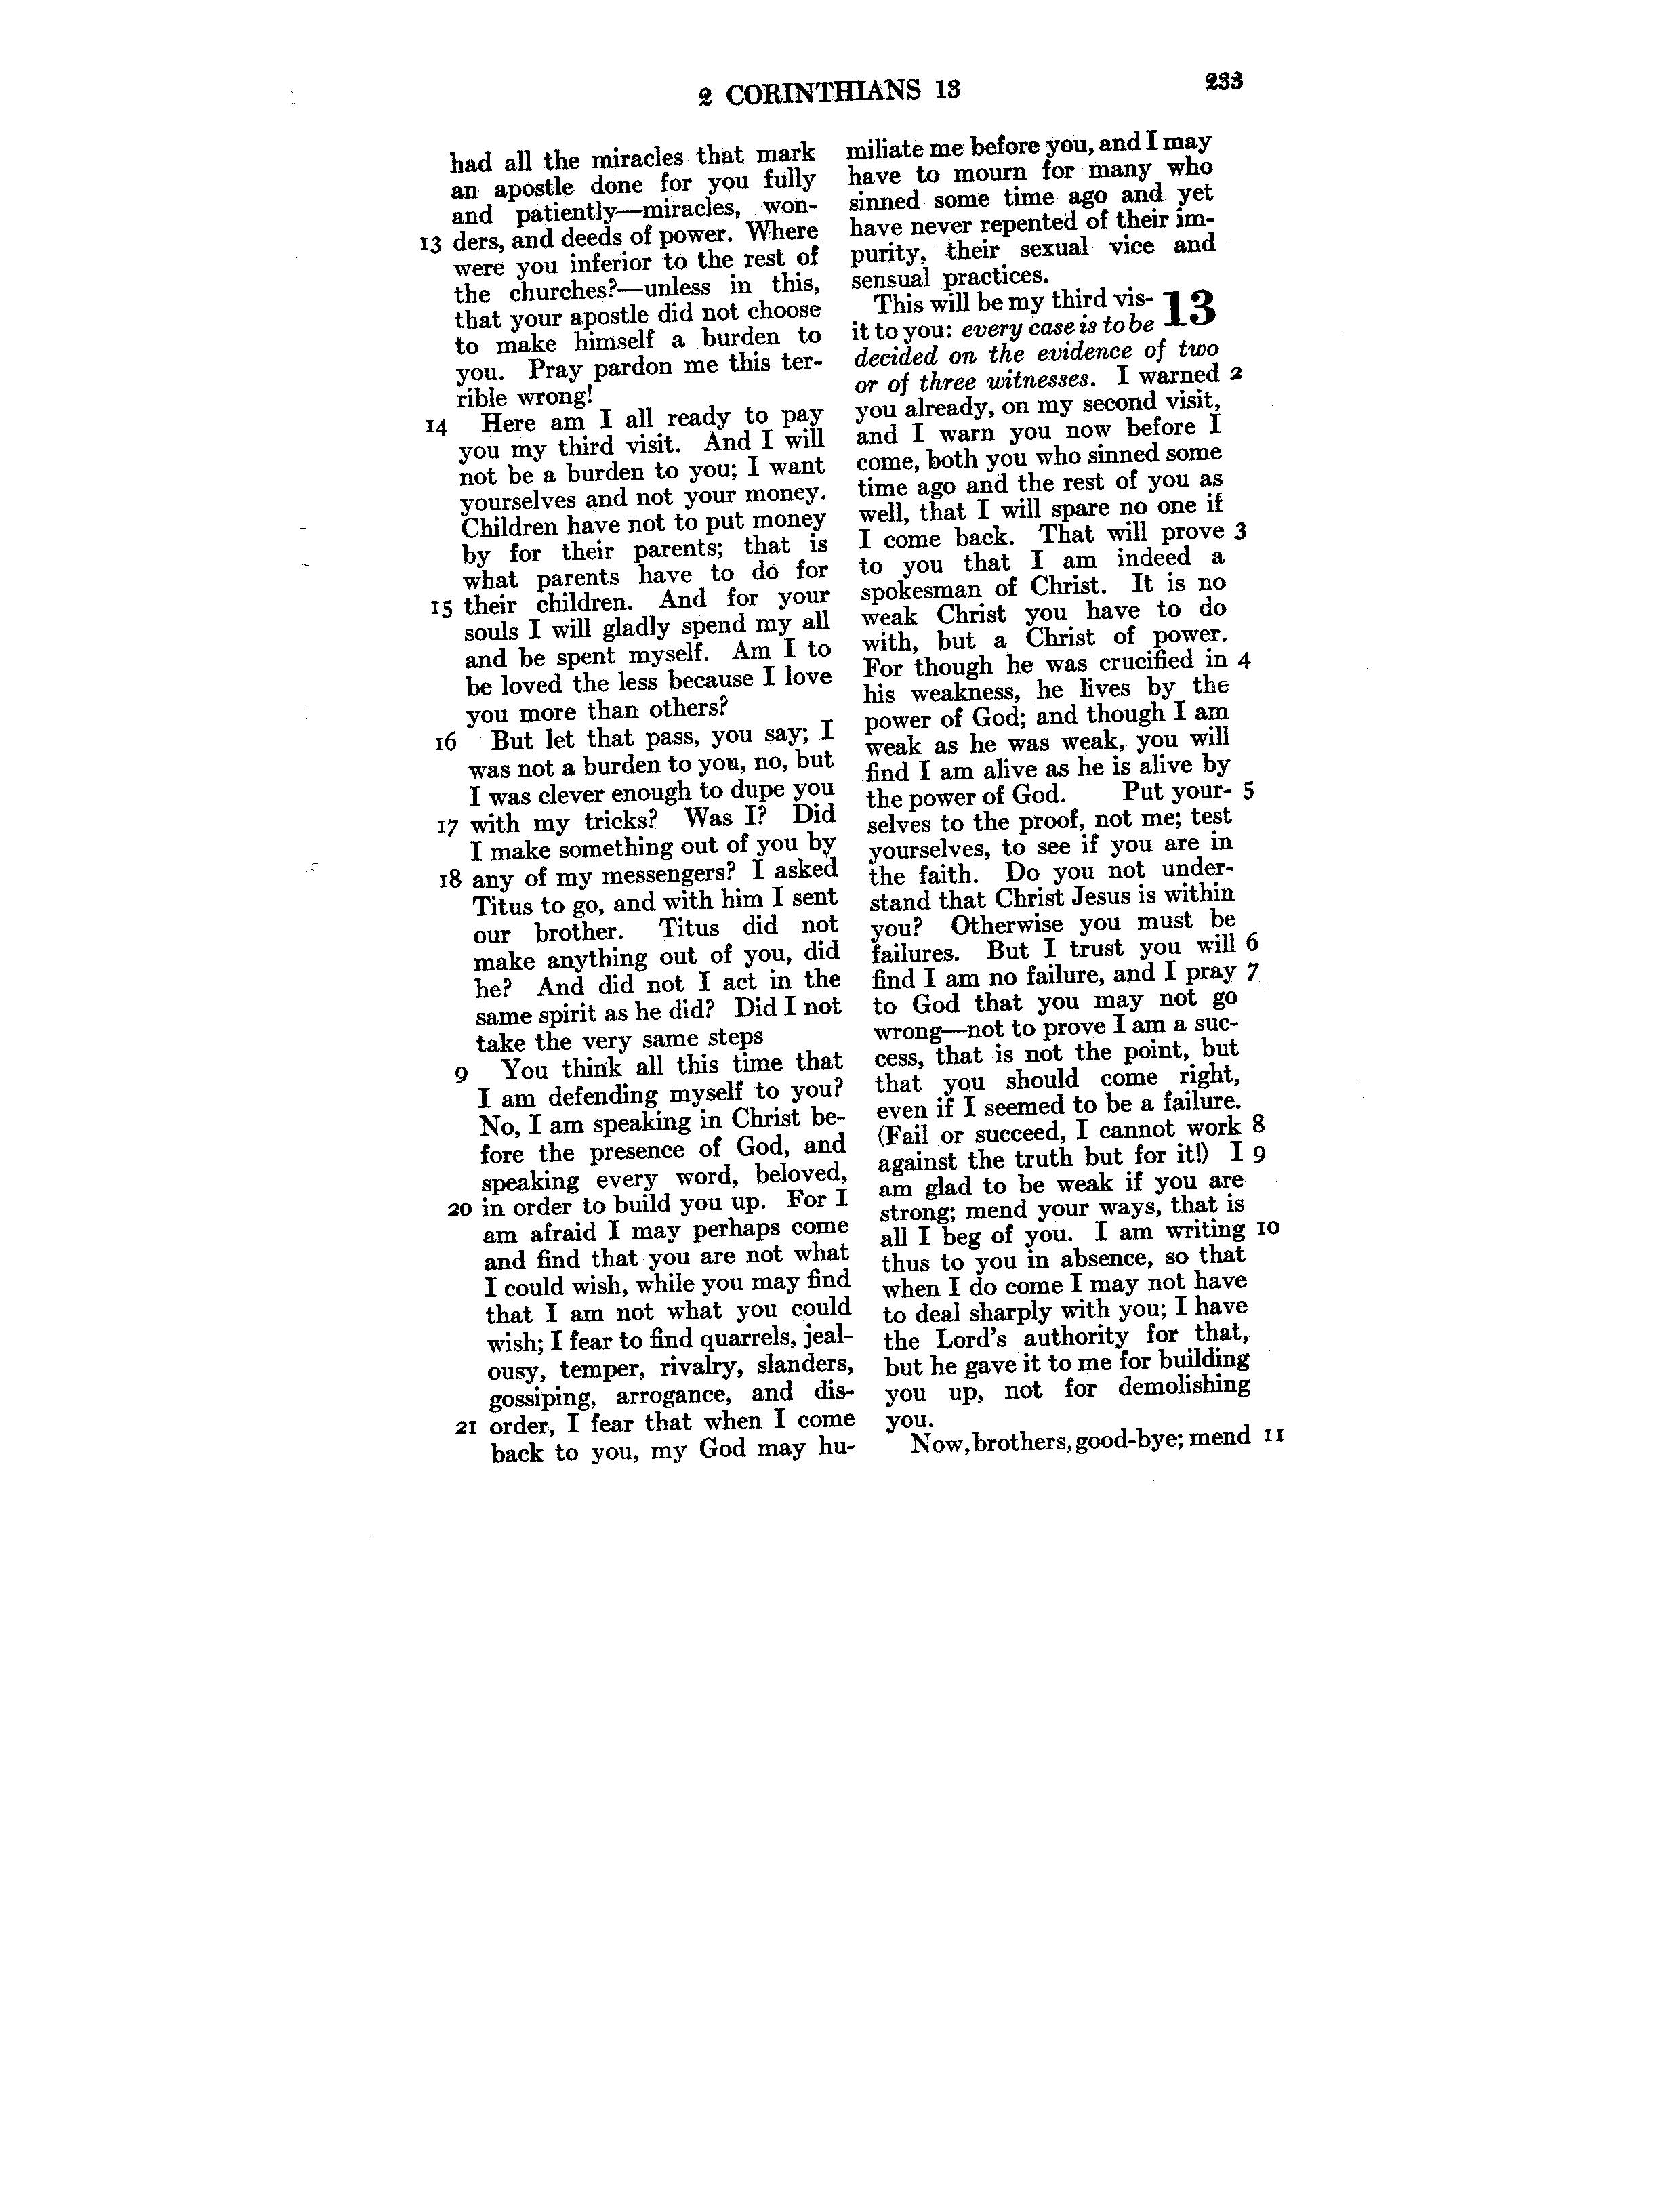 2 CORINTHIANS 13
233
had all the miracles that mark
an apostle done for you fully
and patiently—miracles, won-
13 ders, and deeds of power. Where
were you inferior to the rest of
the churches?—unless in this,
that your apostle did not choose
to make himself a burden to
you. Pray pardon me this ter-
rible wrong!
14 Here am I all ready to pay
you my third visit. And I will
not be a burden to you; I want
yourselves and not your money.
Children have not to put money
by for their parents; that is
what parents have to do for
15 their children. And for your
souls I will gladly spend my all
and be spent myself. Am I to
be loved the less because I love
you more than others?
16 But let that pass, you say; I
was not a burden to you, no, but
I was clever enough to dupe you
17 with my tricks? Was I? Did
I make something out of you by
18 any of my messengers? I asked
Titus to go, and with him I sent
our brother. Titus did not
make anything out of you, did
he? And did not I act in the
same spirit as he did? Did I not
take the very same steps
9 You think all this time that
I am defending myself to you?
No, I am speaking in Christ be-
fore the presence of God, and
speaking every word, beloved,
20 in order to build you up. For I
am afraid I may perhaps come
and find that you are not what
I could wish, while you may find
that I am not what you could
wish; I fear to find quarrels, jeal-
ousy, temper, rivalry, slanders,
gossiping, arrogance, and dis-
21 order, I fear that when I come
back to you, my God may hu-
miliate me before you, and I may
have to mourn for many who
sinned some time ago and yet
have never repented of their im-
purity, their sexual vice and
sensual practices.
This will be my third vis- 13
it to you: every case is to be
decided on the evidence of two
or of three witnesses. I warned 2
you already, on my second visit,
and I warn you now before I
come, both you who sinned some
time ago and the rest of you as
well, that I will spare no one if
I come back. That will prove 3
to you that I am indeed a
spokesman of Christ. It is no
weak Christ you have to do
with, but a Christ of power.
For though he was crucified in 4
his weakness, he lives by the
power of God; and though I am
weak as he was weak, you will
find I am alive as he is alive by
the power of God. Put your- 5
selves to the proof, not me; test
yourselves, to see if you are in
the faith. Do you not under-
stand that Christ Jesus is within
you? Otherwise you must be
failures. But I trust you will 6
find I am no failure, and I pray 7
to God that you may not go
wrong—not to prove I am a suc-
cess, that is not the point, but
that you should come right,
even if I seemed to be a failure.
(Fail or succeed, I cannot work 8
against the truth but for it!) I 9
am glad to be weak if you are
strong; mend your ways, that is
all I beg of you. I am writing 10
thus to you in absence, so that
when I do come I may not have
to deal sharply with you; I have
the Lord's authority for that,
but he gave it to me for building
you up, not for demolishing
you.
Now, brothers, good-bye; mend 11